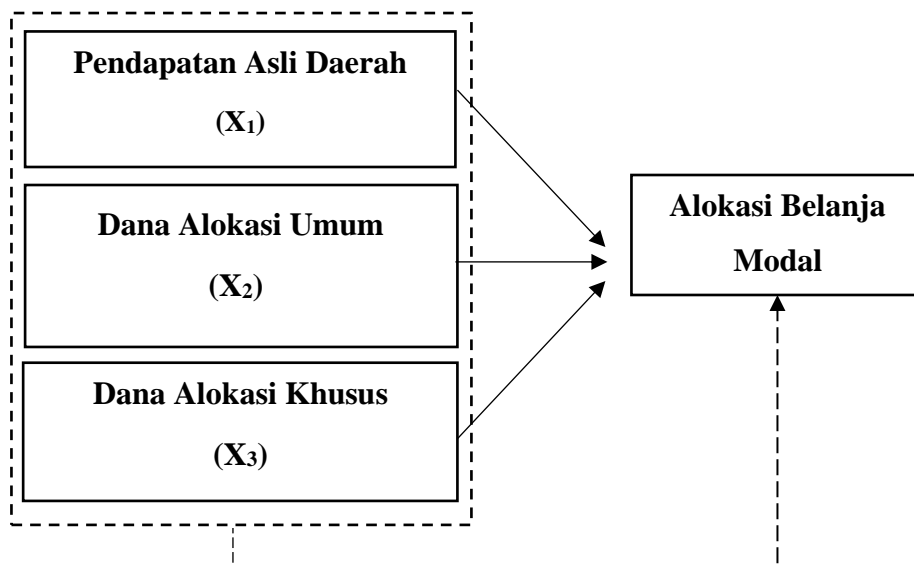 Pendapatan Asli Daerah
(X₁)
Dana Alokasi Umum
(X₂)
Dana Alokasi Khusus
(X₃)
Alokasi Belanja
Modal